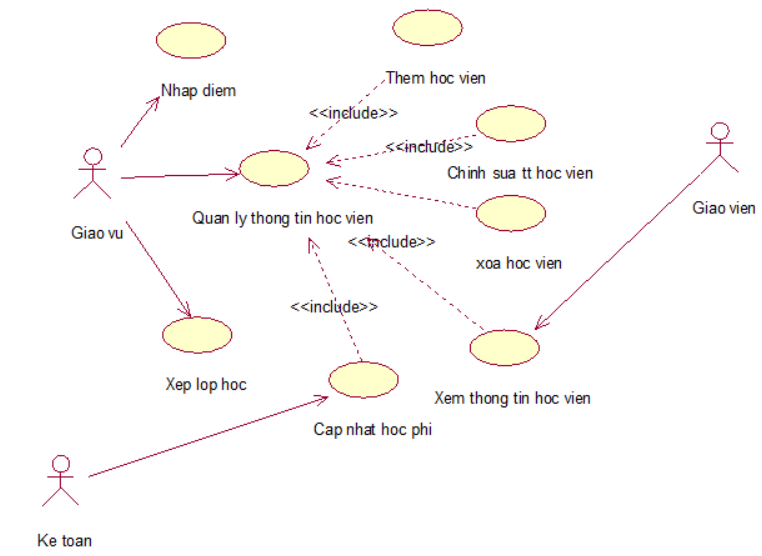 Them hoc vien
Nhap diem
<<include>>
<<include>>
Chinh sua tt hoc vien
Giao vien
Quan ly thong tin hoc vien
Giao vu
<<include>>
xoa hoc vien
<<include>>
Xep lop hoc
Xem thong tin hoc vien
Cap nhat hoc phi
Ke toan